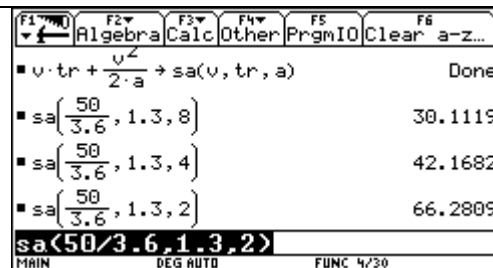 F1 F2 Algebra F3 Calc F4 Other F5 PrgmIO F6 Clear a-z…
v·tr + v²/(2·a) → sa(v, tr, a) Done
sa(50/3.6, 1.3, 8) 30.1119
sa(50/3.6, 1.3, 4) 42.1682
sa(50/3.6, 1.3, 2) 66.2809
sa(50/3.6,1.3,2)
MAIN DEG AUTO FUNC 4/30